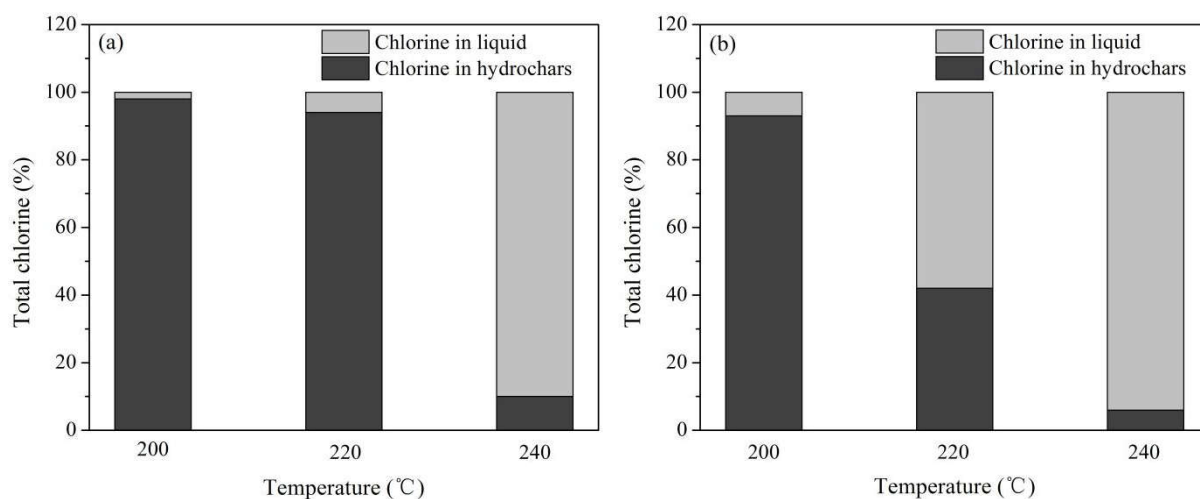 (a)
Chlorine in liquid
Chlorine in hydrochars
Total chlorine (%)
120
100
80
60
40
20
0
200 220 240
Temperature (℃)
(b)
Chlorine in liquid
Chlorine in hydrochars
Total chlorine (%)
120
100
80
60
40
20
0
200 220 240
Temperature (℃)